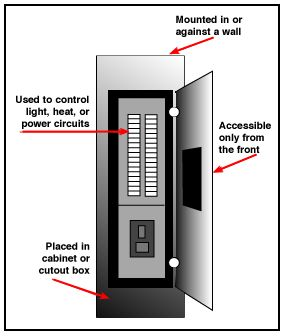 Mounted in or
against a wall
Used to control
light, heat, or
power circuits
Accessible
only from
the front
Placed in
cabinet or
cutout box